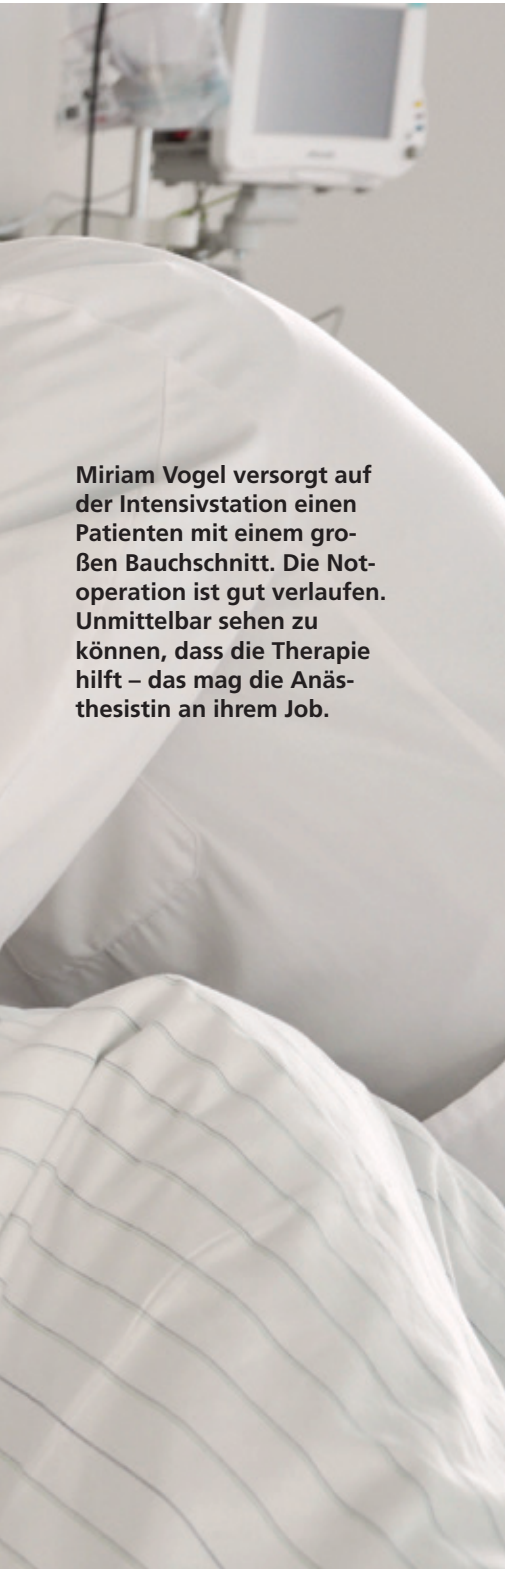 Miriam Vogel versorgt auf
der Intensivstation einen
Patienten mit einem gro-
ßen Bauchschnitt. Die Not-
operation ist gut verlaufen.
Unmittelbar sehen zu
können, dass die Therapie
hilft – das mag die Anäs-
thesistin an ihrem Job.